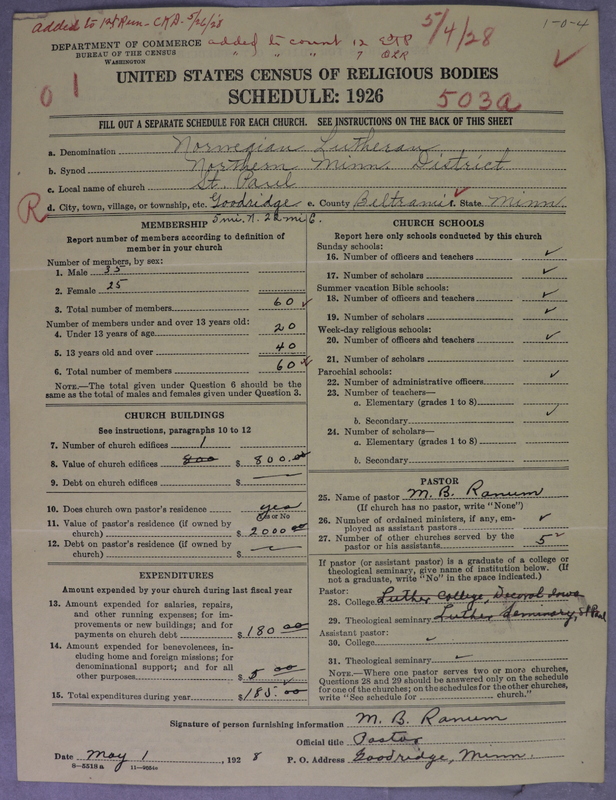 Added to 1st Run - CMD - 5/26/28
5/4/28
1-0-4
DEPARTMENT OF COMMERCE
added to count 12
BUREAU OF THE CENSUS
" " " 7
WASHINGTON
UNITED STATES CENSUS OF RELIGIOUS BODIES
01
SCHEDULE: 1926
503a
FILL OUT A SEPARATE SCHEDULE FOR EACH CHURCH. SEE INSTRUCTIONS ON THE BACK OF THIS SHEET
a. Denomination Norwegian Lutheran
b. Synod Northern Minn. District
c. Local name of church St. Paul
R
d. City, town, village, or township, etc. Goodridge e. County Beltrami ✓ f. State Minn.
5 mi. N. 2 E.
MEMBERSHIP
Report number of members according to definition of
member in your church
Number of members, by sex:
1. Male 35
2. Female 25
3. Total number of members 60 ✓
Number of members under and over 13 years old:
4. Under 13 years of age 20
5. 13 years old and over 40
6. Total number of members 60
NOTE.—The total given under Question 6 should be the
same as the total of males and females given under Question 3.
CHURCH BUILDINGS
See instructions, paragraphs 10 to 12
7. Number of church edifices 1
8. Value of church edifices 800 $ 800.00
9. Debt on church edifices $ —
10. Does church own pastor's residence yes
Yes or No
11. Value of pastor's residence (if owned by
church) $ 2000 00
12. Debt on pastor's residence (if owned by
church) $ —
EXPENDITURES
Amount expended by your church during last fiscal year
13. Amount expended for salaries, repairs,
and other running expenses; for im-
provements or new buildings; and for
payments on church debt $ 180 00
14. Amount expended for benevolences, in-
cluding home and foreign missions; for
denominational support; and for all
other purposes $ 5 00
15. Total expenditures during year $ 185.00
CHURCH SCHOOLS
Report here only schools conducted by this church
Sunday schools:
16. Number of officers and teachers ✓
17. Number of scholars ✓
Summer vacation Bible schools:
18. Number of officers and teachers ✓
19. Number of scholars ✓
Week-day religious schools:
20. Number of officers and teachers ✓
21. Number of scholars
Parochial schools:
22. Number of administrative officers ✓
23. Number of teachers—
a. Elementary (grades 1 to 8)
b. Secondary ✓
24. Number of scholars—
a. Elementary (grades 1 to 8)
b. Secondary
PASTOR
25. Name of pastor M. B. Ranum
(If church has no pastor, write "None")
26. Number of ordained ministers, if any, em-
ployed as assistant pastors ✓
27. Number of other churches served by the
pastor or his assistants 5
If pastor (or assistant pastor) is a graduate of a college or
theological seminary, give name of institution below. (If
not a graduate, write "No" in the space indicated.)
Pastor:
28. College Luther College, Decorah Iowa
29. Theological seminary Luther Seminary, St Paul
Assistant pastor:
30. College ✓
31. Theological seminary ✓
NOTE.—Where one pastor serves two or more churches,
Questions 28 and 29 should be answered only on the schedule
for one of the churches; on the schedules for the other churches,
write "See schedule for church."
Signature of person furnishing information M. B. Ranum
Official title Pastor
Date May 1, 1928 P. O. Address Goodridge, Minn.
8—5518 a